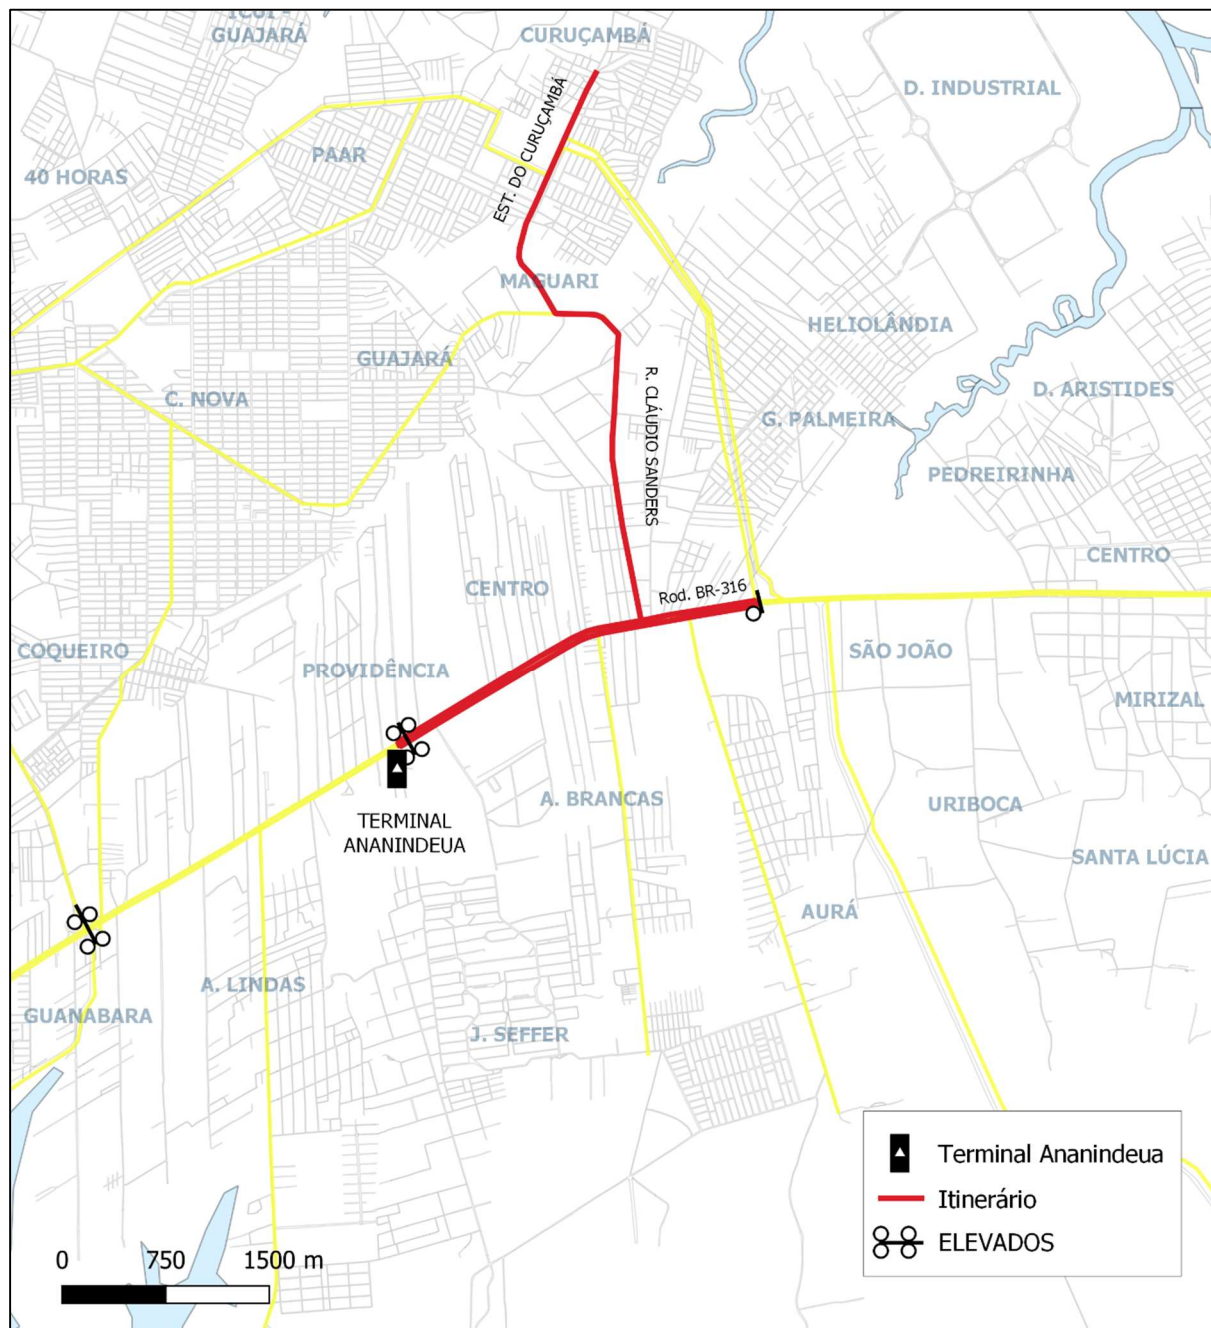 ICUÍ -
GUAJARÁ
CURUÇAMBÁ
D. INDUSTRIAL
EST. DO CURUÇAMBÁ
PAAR
40 HORAS
MAGUARI
HELIOLÂNDIA
GUAJARÁ
R. CLÁUDIO SANDERS
D. ARISTIDES
C. NOVA
G. PALMEIRA
PEDREIRINHA
CENTRO
CENTRO
Rod. BR-316
COQUEIRO
PROVIDÊNCIA
SÃO JOÃO
MIRIZAL
A. BRANCAS
URIBOCA
TERMINAL
ANANINDEUA
SANTA LÚCIA
AURÁ
A. LINDAS
GUANABARA
J. SEFFER
Terminal Ananindeua
Itinerário
ELEVADOS
0 750 1500 m